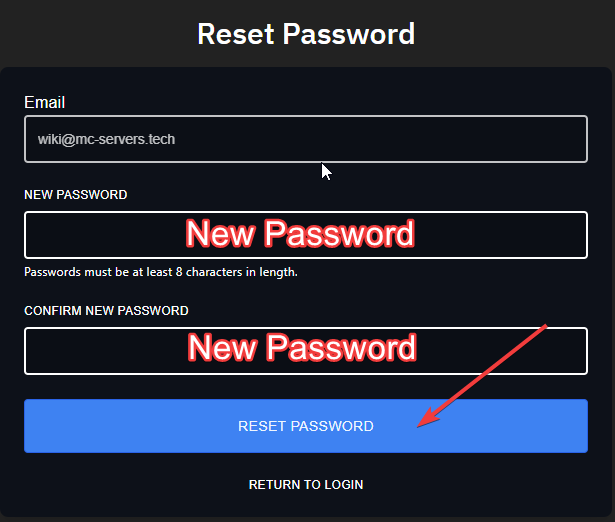 Reset Password
Email
wiki@mc-servers.tech
NEW PASSWORD
New Password
Passwords must be at least 8 characters in length.
CONFIRM NEW PASSWORD
New Password
RESET PASSWORD
RETURN TO LOGIN